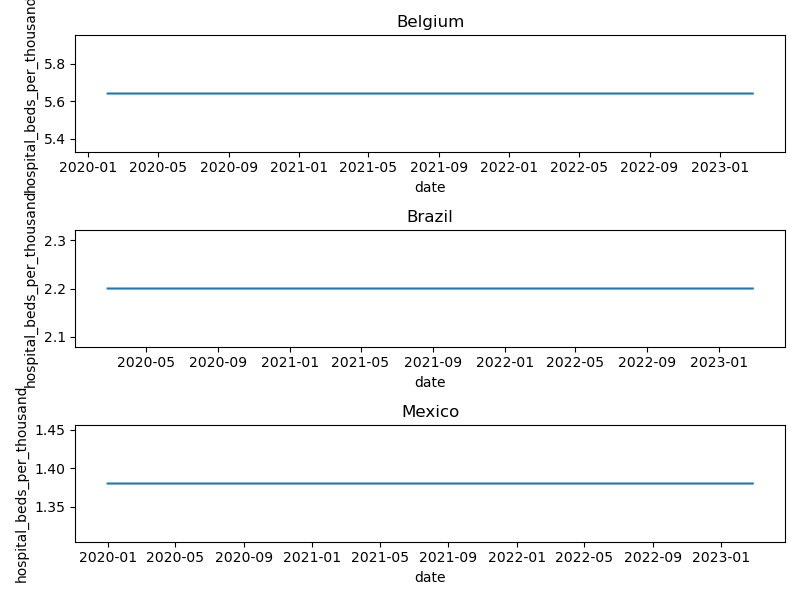 Belgium
hospital_beds_per_thousand
5.8
5.6
5.4
2020-01 2020-05 2020-09 2021-01 2021-05 2021-09 2022-01 2022-05 2022-09 2023-01
date
Brazil
hospital_beds_per_thousand
2.3
2.2
2.1
2020-05 2020-09 2021-01 2021-05 2021-09 2022-01 2022-05 2022-09 2023-01
date
Mexico
hospital_beds_per_thousand
1.45
1.40
1.35
2020-01 2020-05 2020-09 2021-01 2021-05 2021-09 2022-01 2022-05 2022-09 2023-01
date